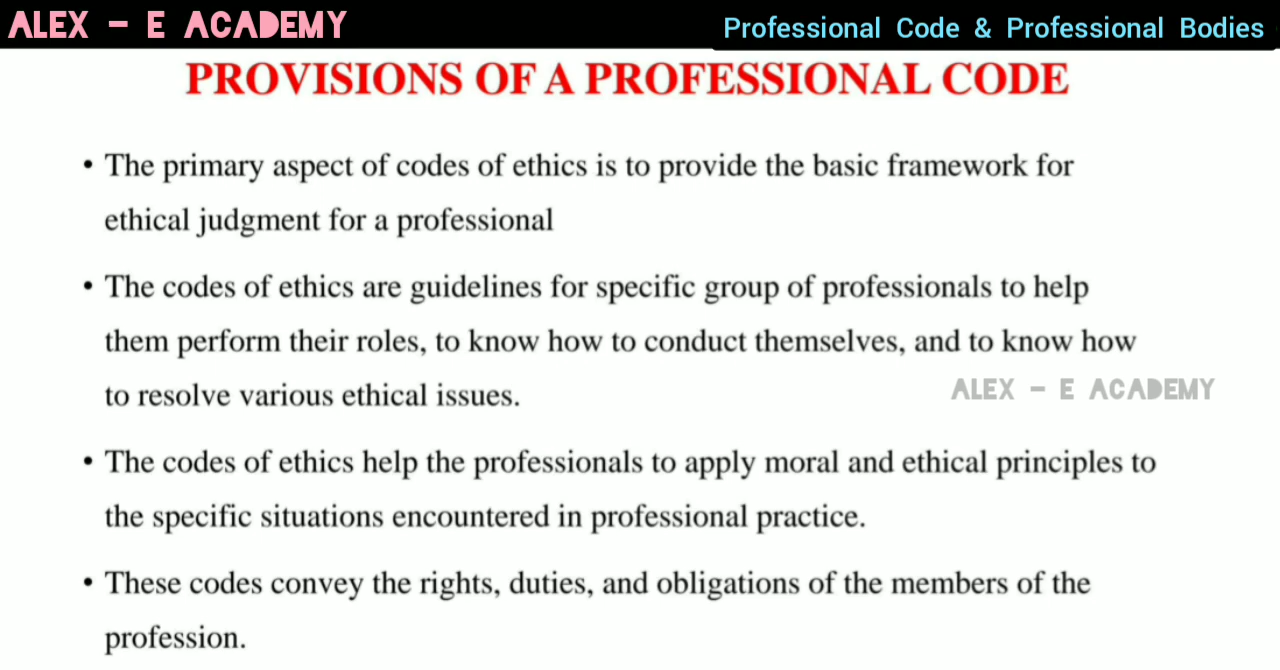 ALEX - E ACADEMY
Professional Code & Professional Bodies
PROVISIONS OF A PROFESSIONAL CODE
• The primary aspect of codes of ethics is to provide the basic framework for
ethical judgment for a professional
• The codes of ethics are guidelines for specific group of professionals to help
them perform their roles, to know how to conduct themselves, and to know how
to resolve various ethical issues.
ALEX - E ACADEMY
• The codes of ethics help the professionals to apply moral and ethical principles to
the specific situations encountered in professional practice.
• These codes convey the rights, duties, and obligations of the members of the
profession.